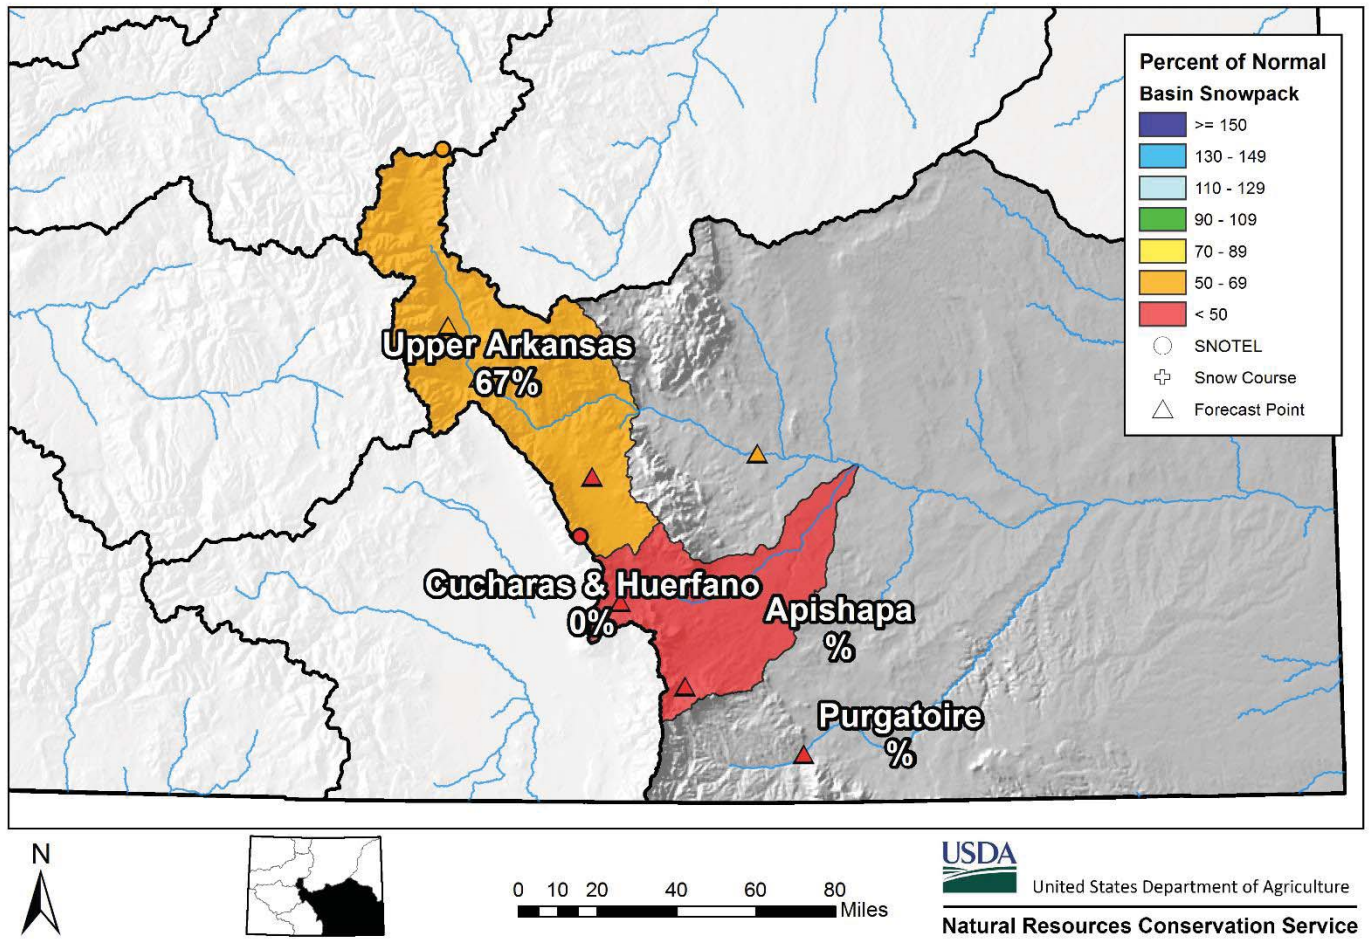 Percent of Normal
Basin Snowpack
>= 150
130 - 149
110 - 129
90 - 109
70 - 89
50 - 69
< 50
SNOTEL
Snow Course
Forecast Point
Upper Arkansas
67%
Cucharas & Huerfano
0%
Apishapa
%
Purgatoire
%
N
0 10 20 40 60 80
Miles
USDA
United States Department of Agriculture
Natural Resources Conservation Service